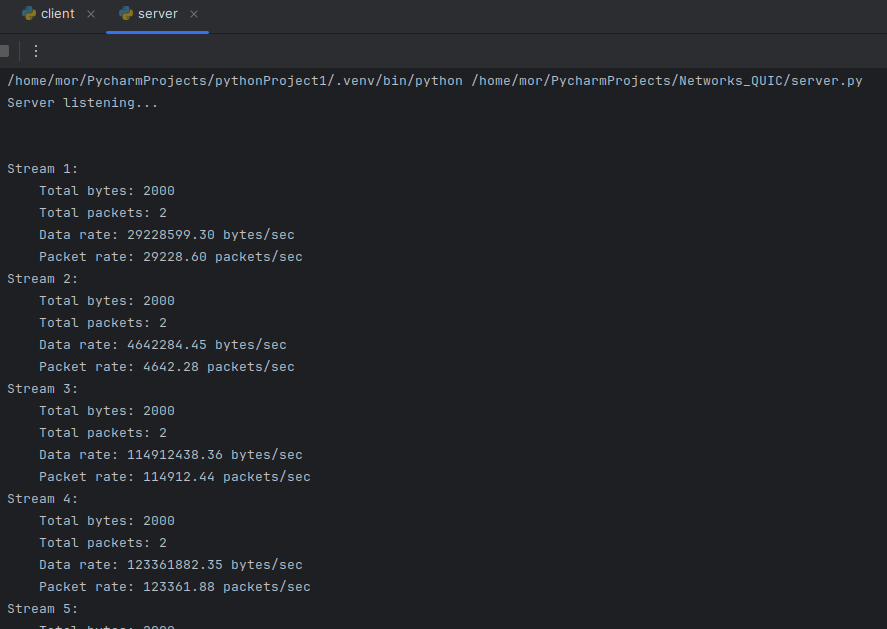 client
server
/home/mor/PycharmProjects/pythonProject1/.venv/bin/python /home/mor/PycharmProjects/Networks_QUIC/server.py
Server listening...
Stream 1:
Total bytes: 2000
Total packets: 2
Data rate: 29228599.30 bytes/sec
Packet rate: 29228.60 packets/sec
Stream 2:
Total bytes: 2000
Total packets: 2
Data rate: 4642284.45 bytes/sec
Packet rate: 4642.28 packets/sec
Stream 3:
Total bytes: 2000
Total packets: 2
Data rate: 114912438.36 bytes/sec
Packet rate: 114912.44 packets/sec
Stream 4:
Total bytes: 2000
Total packets: 2
Data rate: 123361882.35 bytes/sec
Packet rate: 123361.88 packets/sec
Stream 5:
Total bytes: 2000